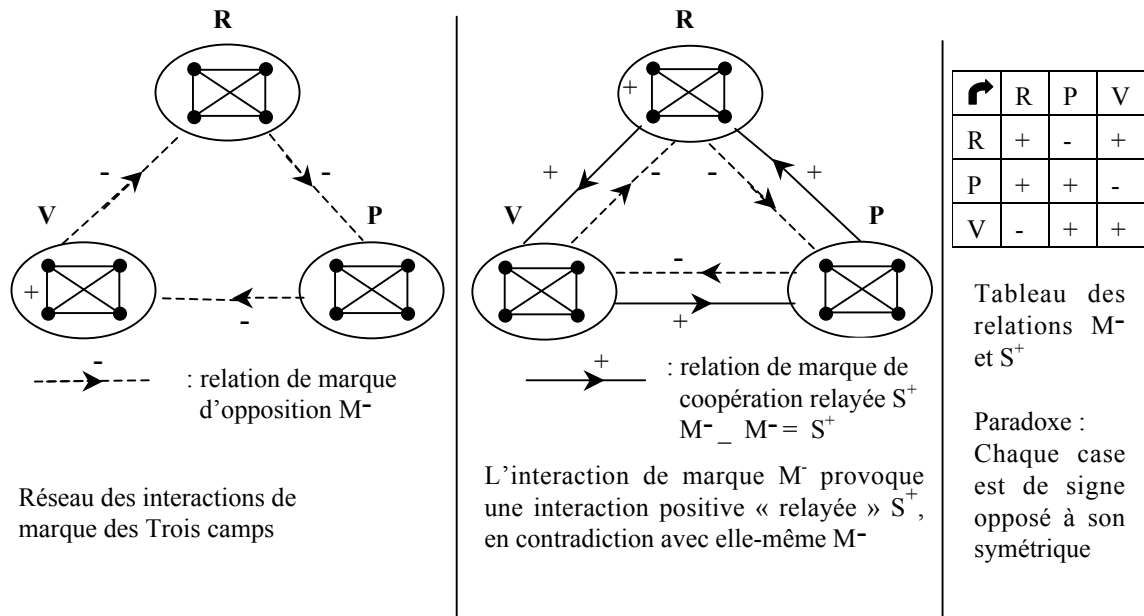 R
V
P
+
-
-
-
-
: relation de marque
d’opposition M-
Réseau des interactions de
marque des Trois camps
R
V
P
+
+
-
-
+
-
+
+
: relation de marque de
coopération relayée S+
M- _ M- = S+
L’interaction de marque M- provoque
une interaction positive « relayée » S+,
en contradiction avec elle-même M-
R P V
R + - +
P + + -
V - + +
Tableau des
relations M-
et S+
Paradoxe :
Chaque case
est de signe
opposé à son
symétrique